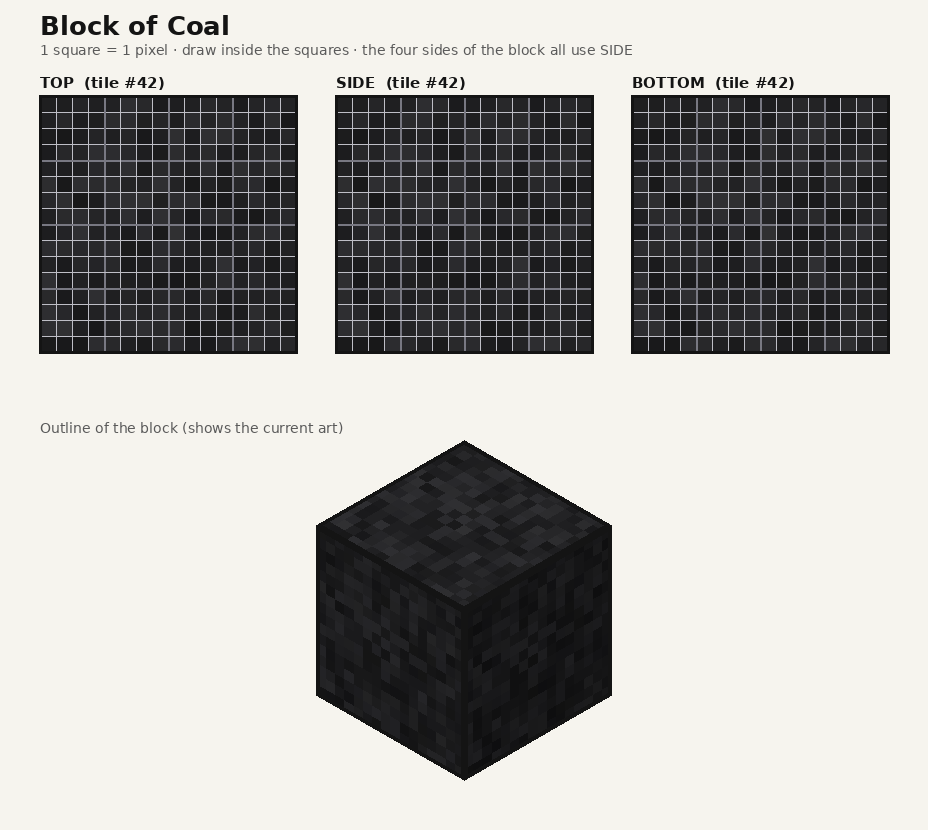 Block of Coal
1 square = 1 pixel · draw inside the squares · the four sides of the block all use SIDE
TOP (tile #42)
SIDE (tile #42)
BOTTOM (tile #42)
Outline of the block (shows the current art)